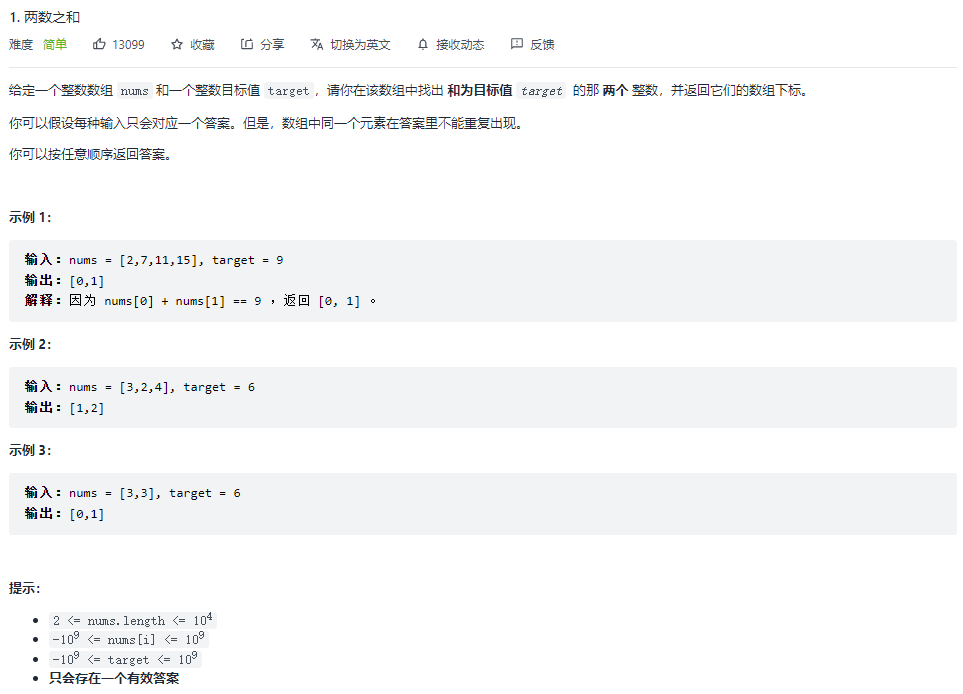 1. 两数之和
难度 简单 13099 收藏 分享 切换为英文 接收动态 反馈
给定一个整数数组 nums 和一个整数目标值 target，请你在该数组中找出 和为目标值 target 的那 两个 整数，并返回它们的数组下标。
你可以假设每种输入只会对应一个答案。但是，数组中同一个元素在答案里不能重复出现。
你可以按任意顺序返回答案。
示例 1：
输入：nums = [2,7,11,15], target = 9
输出：[0,1]
解释：因为 nums[0] + nums[1] == 9 ，返回 [0, 1] 。
示例 2：
输入：nums = [3,2,4], target = 6
输出：[1,2]
示例 3：
输入：nums = [3,3], target = 6
输出：[0,1]
提示：
• 2 <= nums.length <= 10⁴
• -10⁹ <= nums[i] <= 10⁹
• -10⁹ <= target <= 10⁹
• 只会存在一个有效答案